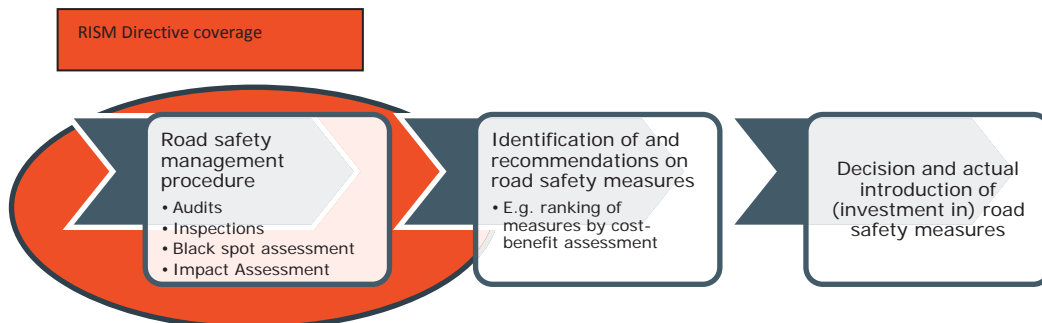 RISM Directive coverage
Road safety
management
procedure
• Audits
• Inspections
• Black spot assessment
• Impact Assessment
Identification of and
recommendations on
road safety measures
• E.g. ranking of
measures by cost-
benefit assessment
Decision and actual
introduction of
(investment in) road
safety measures